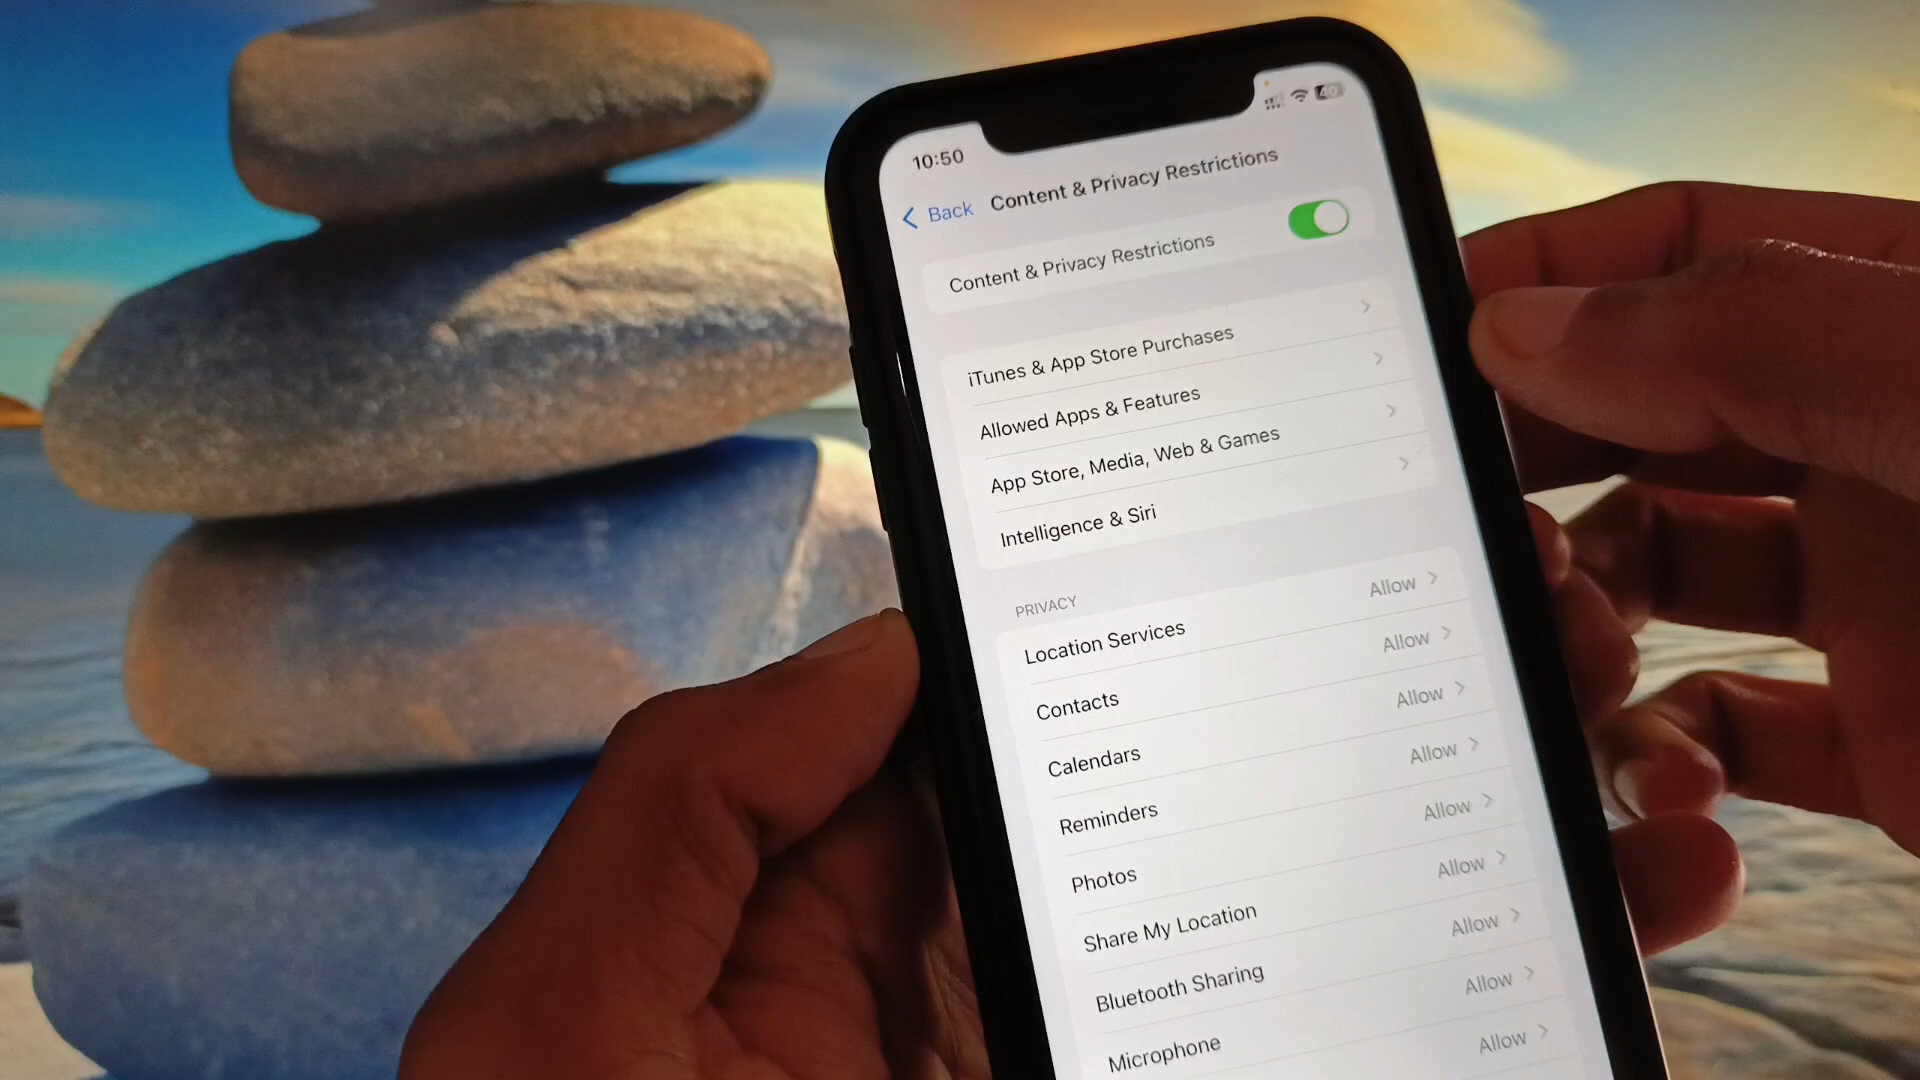 10:50
40
Back
Content & Privacy Restrictions
Content & Privacy Restrictions
iTunes & App Store Purchases
Allowed Apps & Features
App Store, Media, Web & Games
Intelligence & Siri
PRIVACY
Location Services Allow
Contacts Allow
Calendars Allow
Reminders Allow
Photos Allow
Share My Location Allow
Bluetooth Sharing Allow
Microphone Allow
Allow